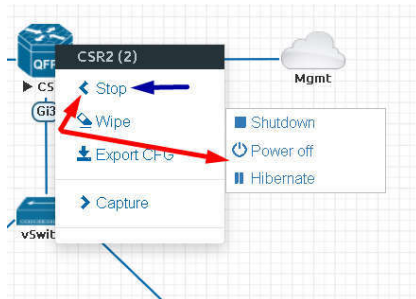 CSR2 (2)
QFP
Mgmt
CS
Stop
Gi3
Wipe
Shutdown
Export CFG
Power off
Hibernate
Capture
vSwit